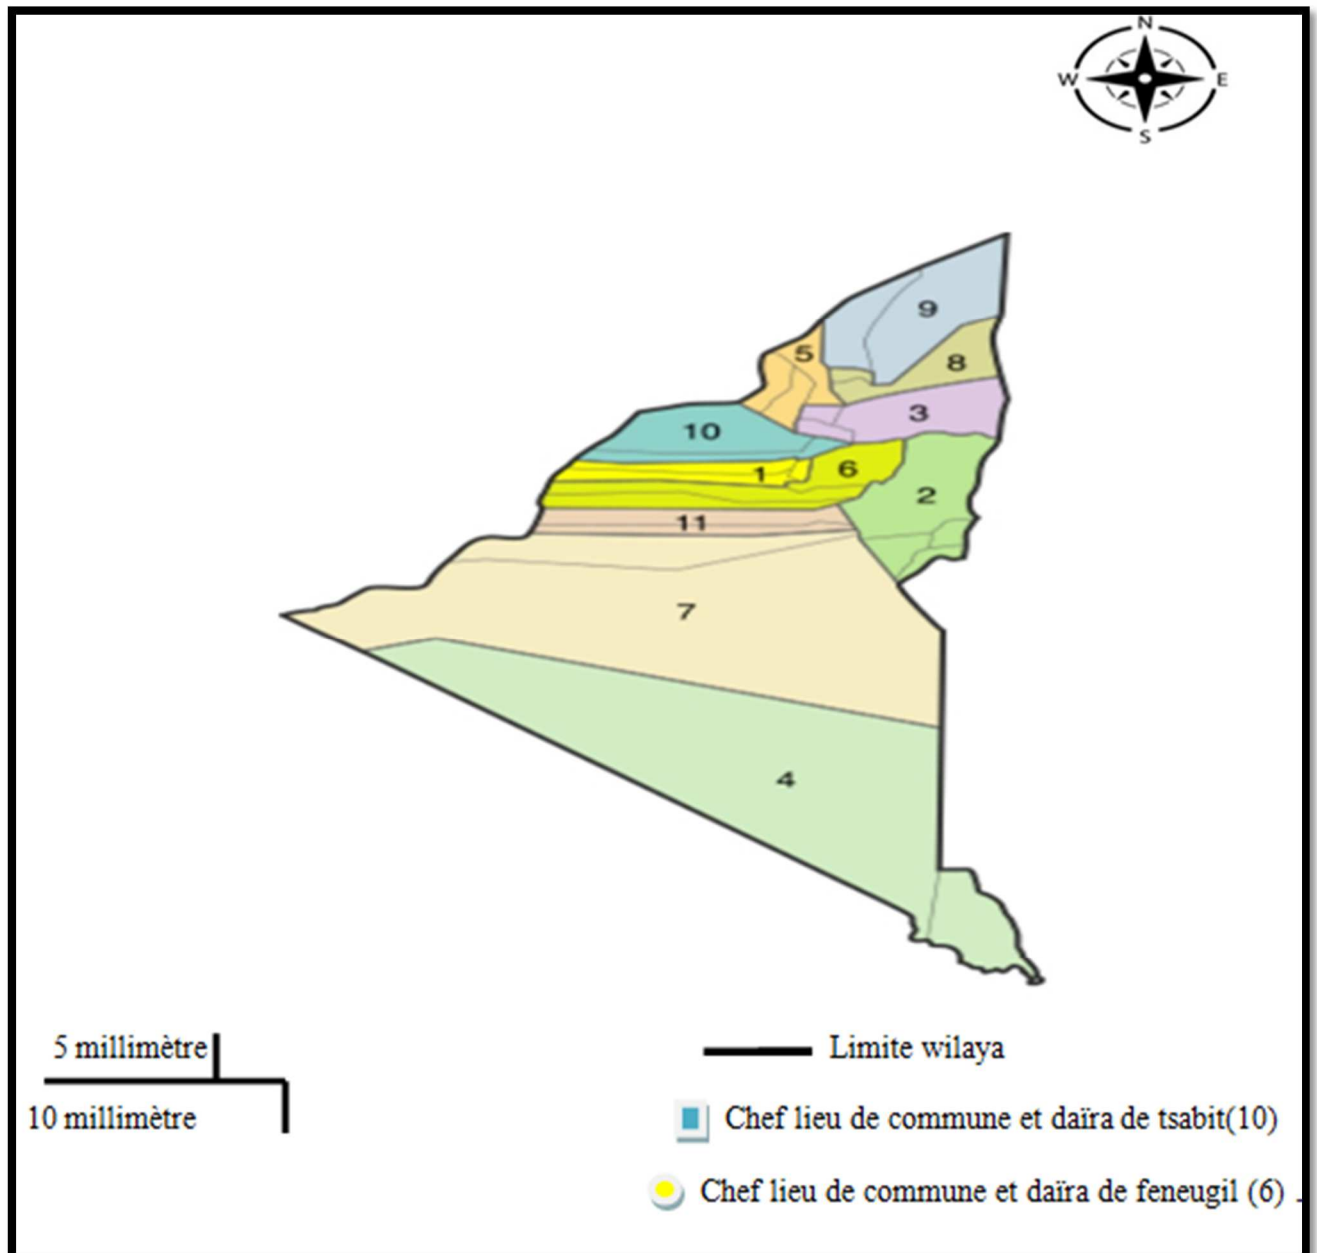 N
W E
S
9
5
8
3
10
1
6
2
11
7
4
5 millimètre
10 millimètre
Limite wilaya
Chef lieu de commune et daïra de tsabit(10)
Chef lieu de commune et daïra de feneugil (6) .